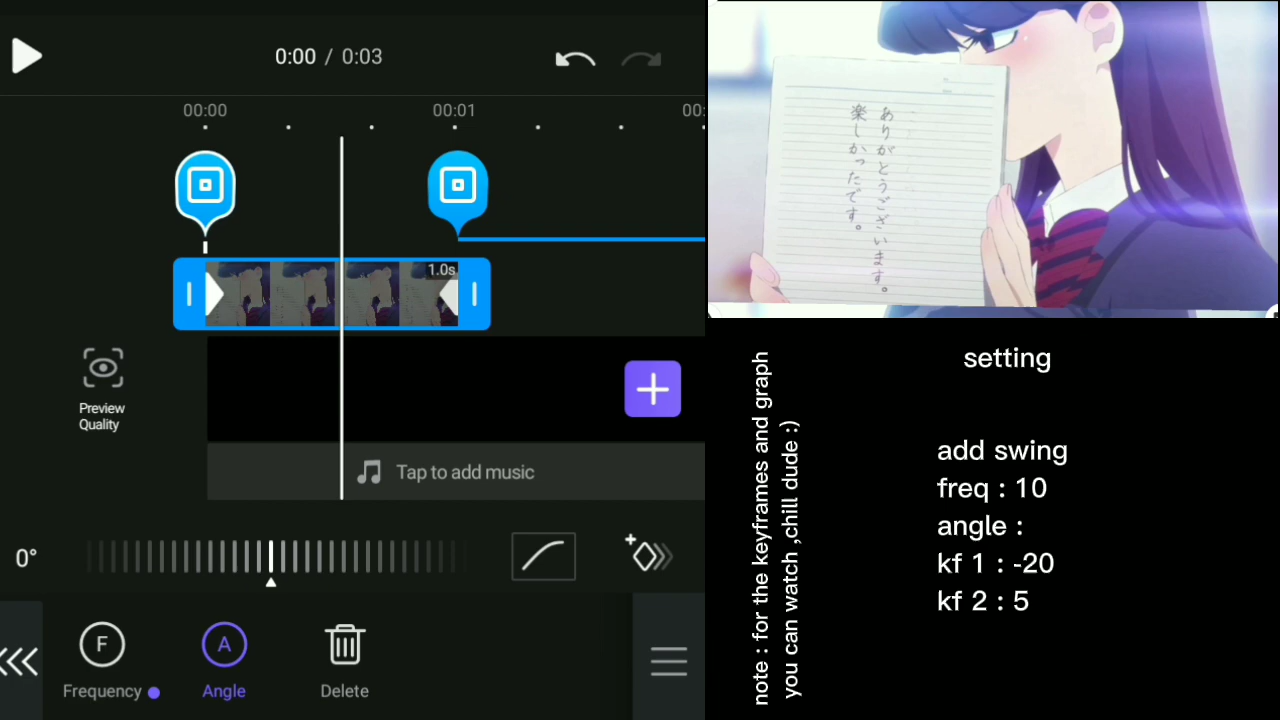 0:00 / 0:03
00:00
00:01
00:
1.0s
Preview
Quality
Tap to add music
0°
F
A
Frequency
Angle
Delete
ありがとうございます。
楽しかったです。
setting
add swing
freq : 10
angle :
kf 1 : -20
kf 2 : 5
note : for the keyframes and graph
you can watch ,chill dude :)